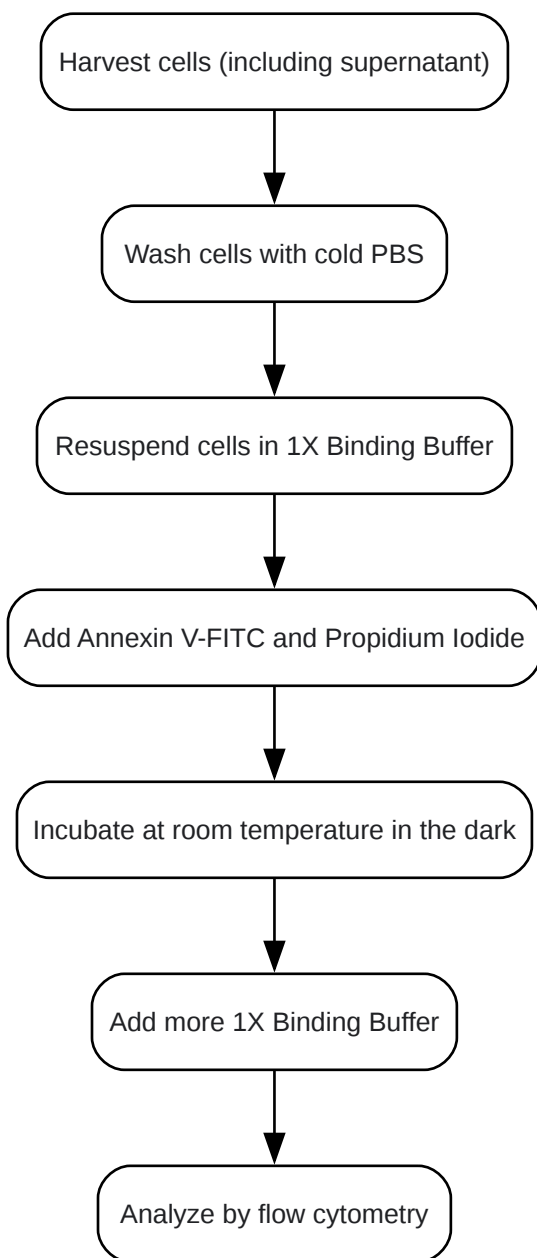 Harvest cells (including supernatant)
Wash cells with cold PBS
Resuspend cells in 1X Binding Buffer
Add Annexin V-FITC and Propidium Iodide
Incubate at room temperature in the dark
Add more 1X Binding Buffer
Analyze by flow cytometry